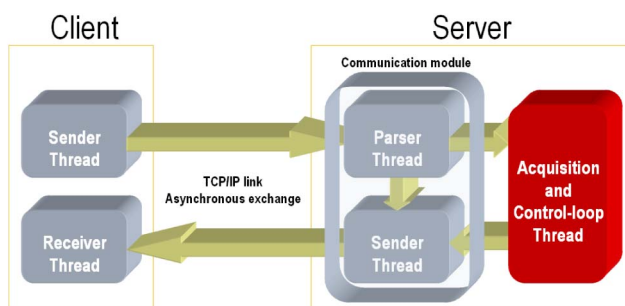 Client
Server
Communication module
Sender
Thread
Parser
Thread
TCP/IP link
Asynchronous exchange
Acquisition
and
Control-loop
Thread
Receiver
Thread
Sender
Thread